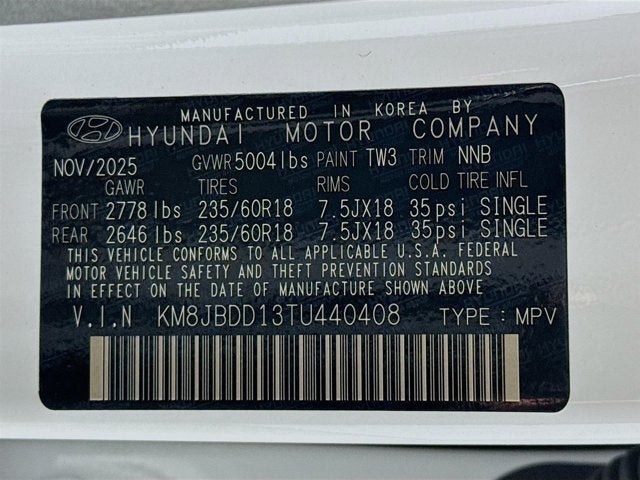 MANUFACTURED IN KOREA BY
HYUNDAI MOTOR COMPANY
NOV/2025 GVWR 5004 lbs PAINT TW3 TRIM NNB
GAWR TIRES RIMS COLD TIRE INFL
FRONT 2778 lbs 235/60R18 7.5JX18 35psi SINGLE
REAR 2646 lbs 235/60R18 7.5JX18 35psi SINGLE
THIS VEHICLE CONFORMS TO ALL APPLICABLE U.S.A. FEDERAL
MOTOR VEHICLE SAFETY AND THEFT PREVENTION STANDARDS
IN EFFECT ON THE DATE OF MANUFACTURE SHOWN ABOVE
V.I.N KM8JBDD13TU440408 TYPE : MPV